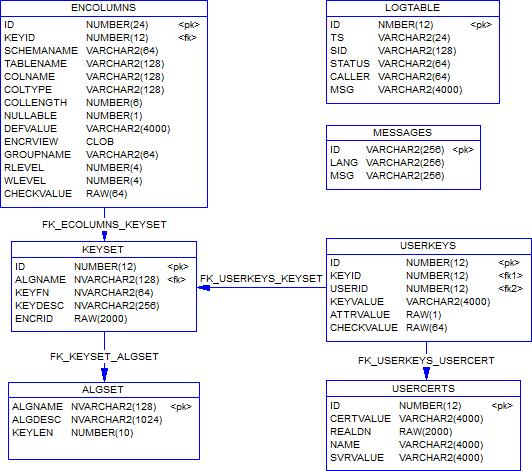 ENCOLUMNS
ID NUMBER(24) <pk>
KEYID NUMBER(12) <fk>
SCHEMANAME VARCHAR2(64)
TABLENAME VARCHAR2(128)
COLNAME VARCHAR2(128)
COLTYPE VARCHAR2(128)
COLLENGTH NUMBER(6)
NULLABLE NUMBER(1)
DEFVALUE VARCHAR2(4000)
ENCRVIEW CLOB
GROUPNAME VARCHAR2(64)
RLEVEL NUMBER(4)
WLEVEL NUMBER(4)
CHECKVALUE RAW(64)
LOGTABLE
ID NMBER(12) <pk>
TS VARCHAR2(24)
SID VARCHAR2(128)
STATUS VARCHAR2(64)
CALLER VARCHAR2(64)
MSG VARCHAR2(4000)
MESSAGES
ID VARCHAR2(256) <pk>
LANG VARCHAR2(256)
MSG VARCHAR2(256)
FK_ECOLUMNS_KEYSET
KEYSET
ID NUMBER(12) <pk>
ALGNAME NVARCHAR2(128) <fk>
KEYFN NVARCHAR2(64)
KEYDESC NVARCHAR2(256)
ENCRID RAW(2000)
FK_USERKEYS_KEYSET
USERKEYS
ID NUMBER(12) <pk>
KEYID NUMBER(12) <fk1>
USERID NUMBER(12) <fk2>
KEYVALUE VARCHAR2(4000)
ATTRVALUE RAW(1)
CHECKVALUE RAW(64)
FK_KEYSET_ALGSET
FK_USERKEYS_USERCERT
ALGSET
ALGNAME NVARCHAR2(128) <pk>
ALGDESC NVARCHAR2(1024)
KEYLEN NUMBER(10)
USERCERTS
ID NUMBER(12) <pk>
CERTVALUE VARCHAR2(4000)
REALDN RAW(2000)
NAME VARCHAR2(4000)
SVRVALUE VARCHAR2(4000)